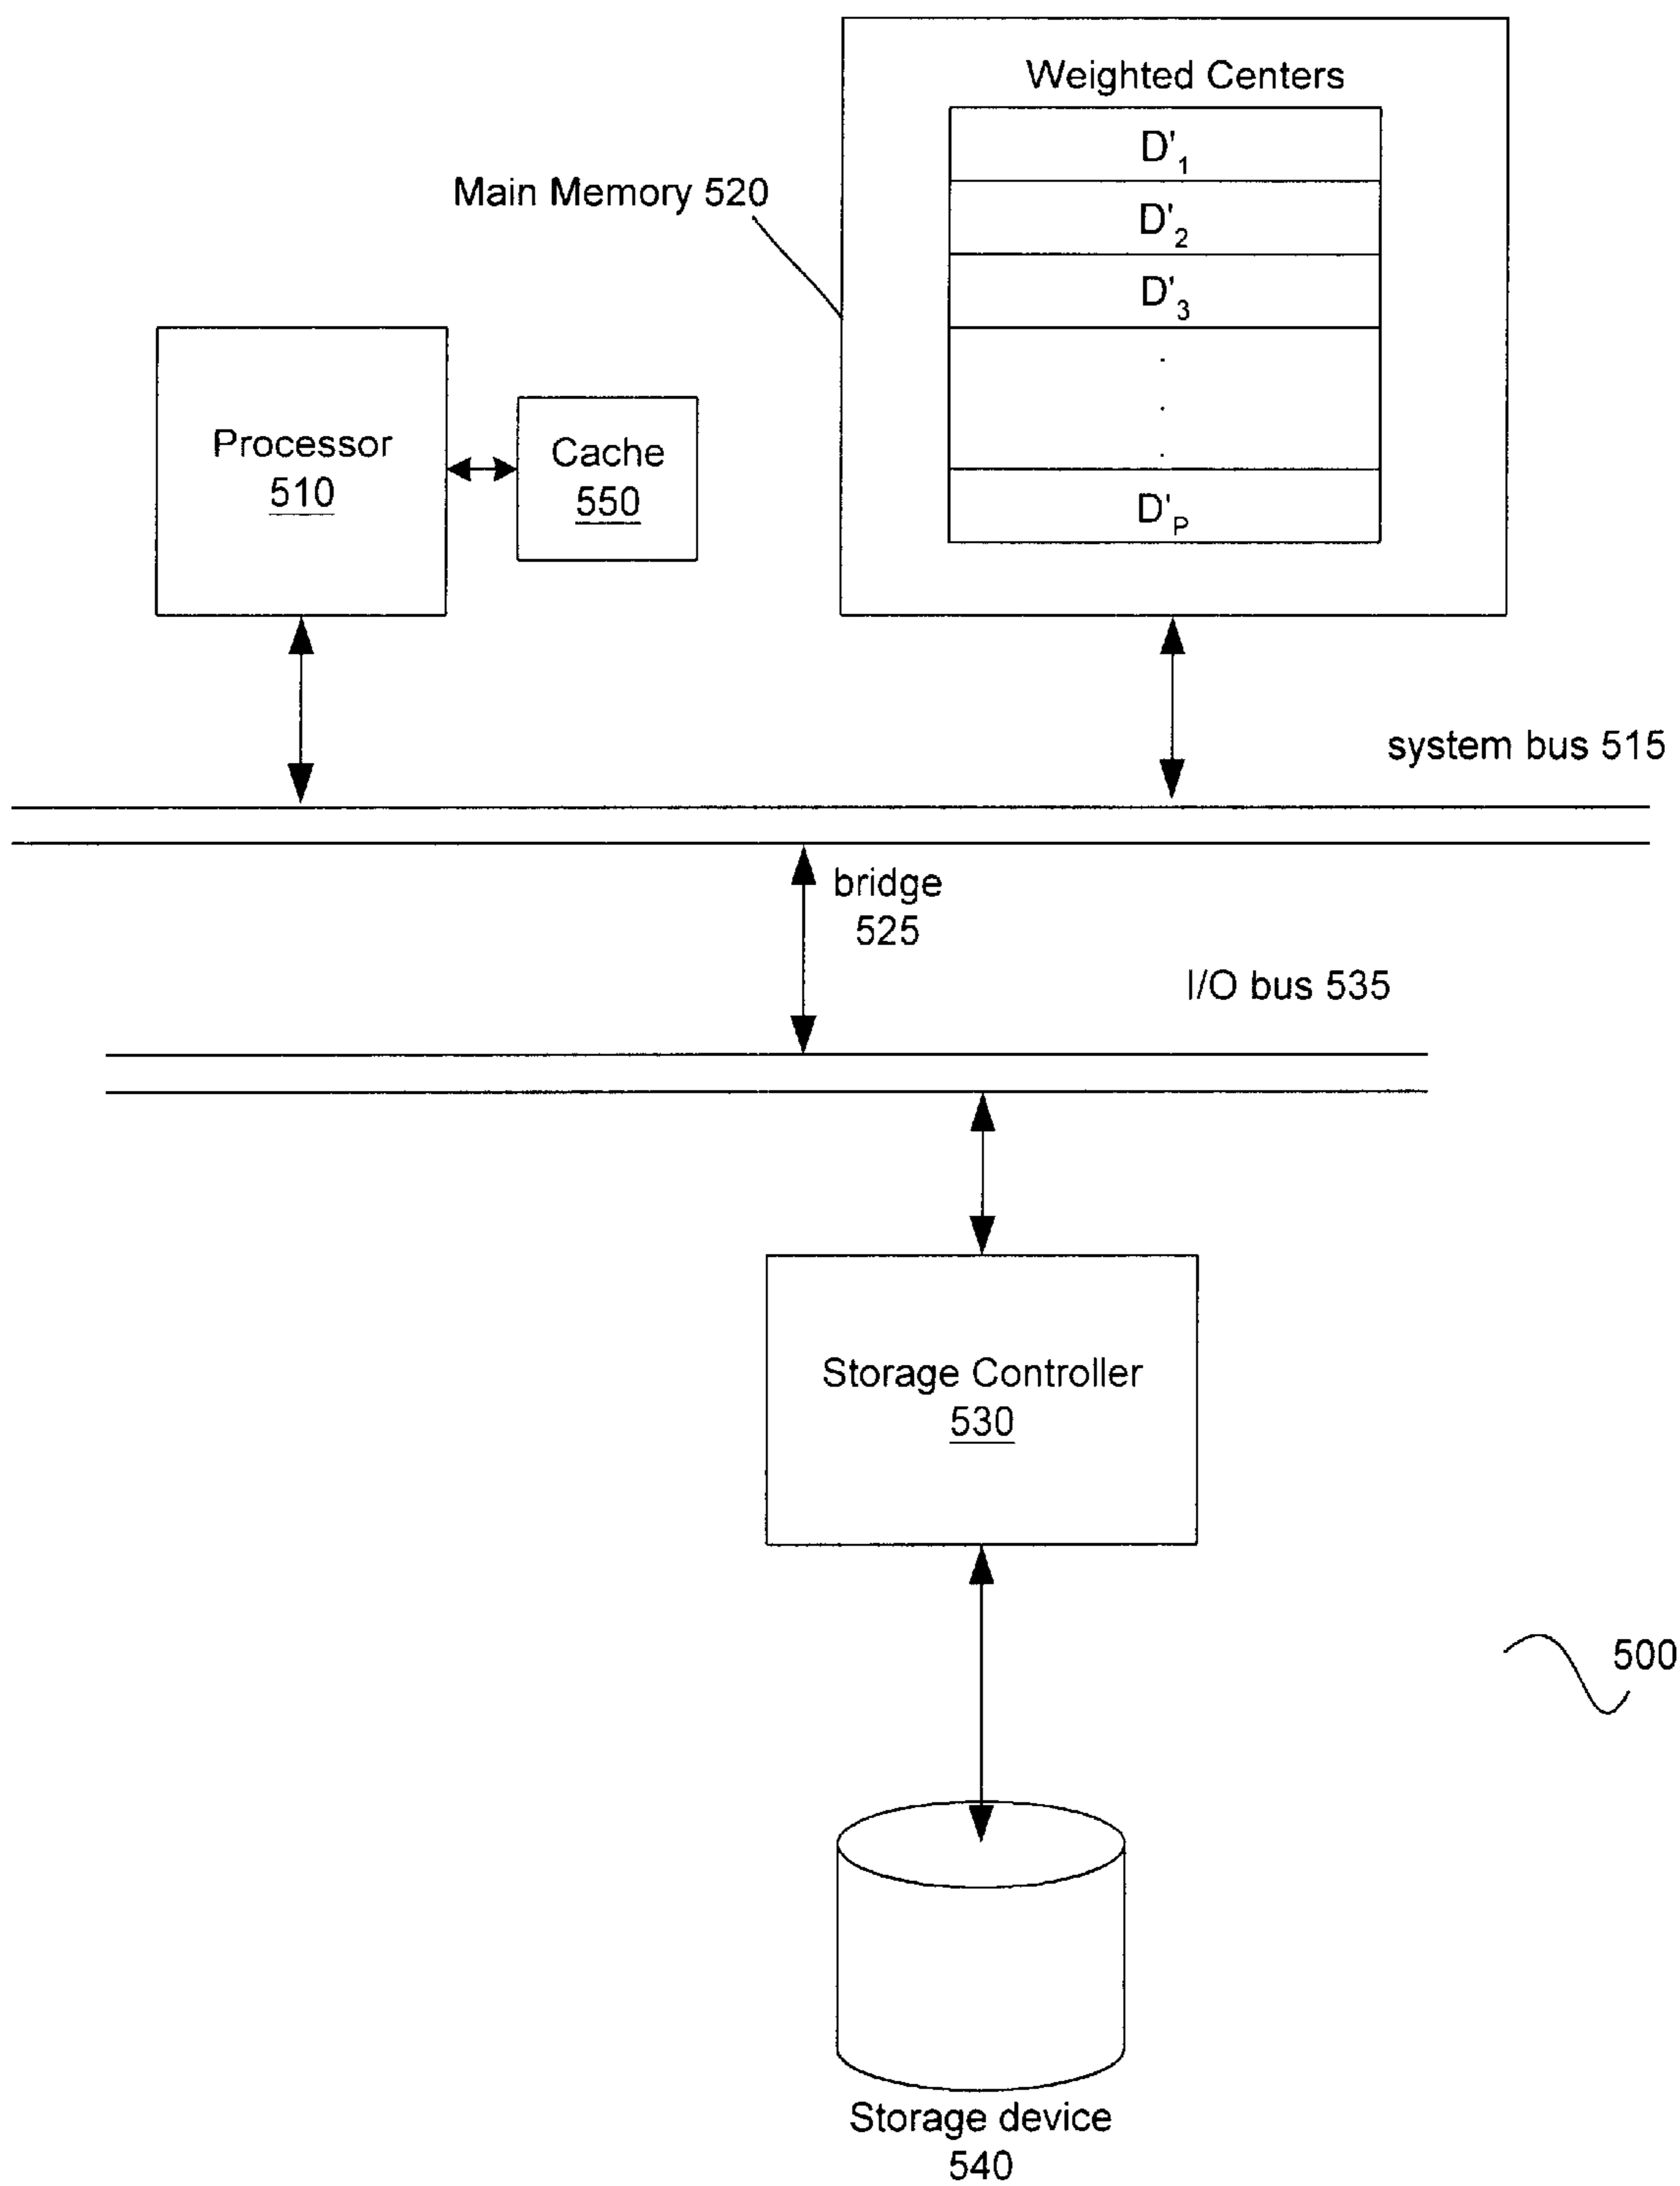 Weighted Centers
D'1
D'2
D'3
.
.
.
D'P
Main Memory 520
Processor
510
Cache
550
system bus 515
bridge
525
I/O bus 535
Storage Controller
530
500
Storage device
540